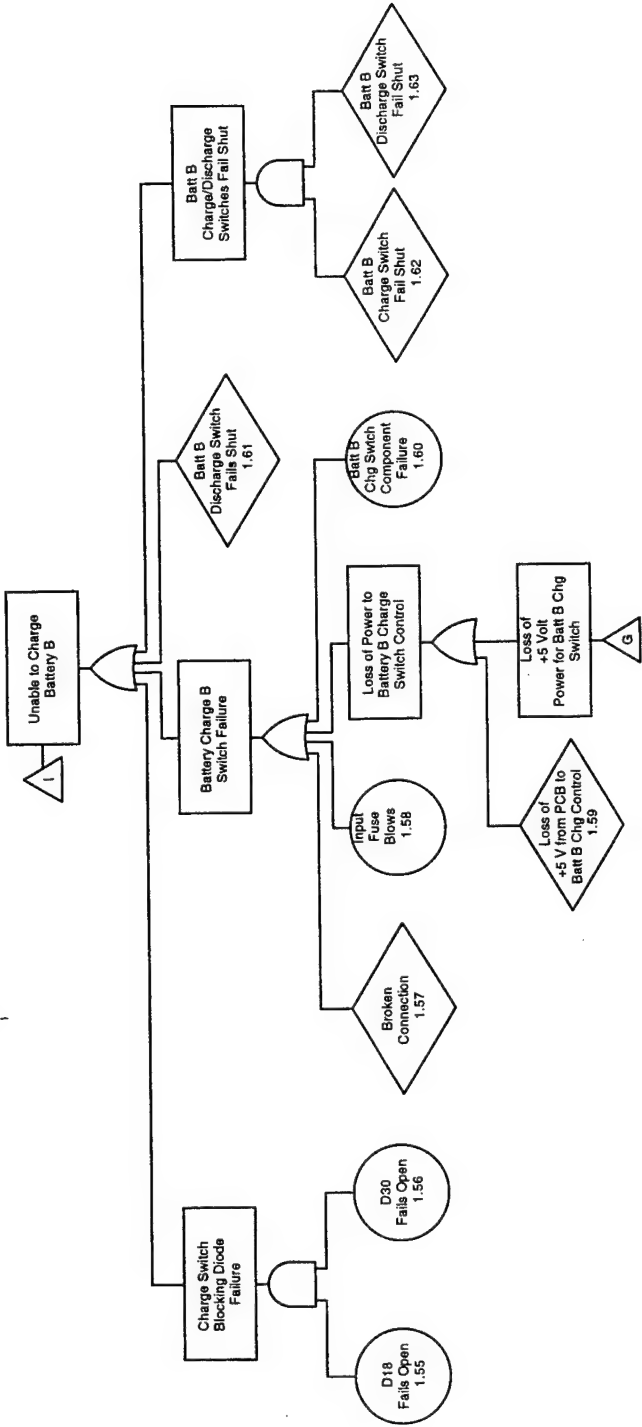 Unable to Charge
Battery B
I
Charge Switch
Blocking Diode
Failure
Battery Charge B
Switch Failure
Batt B
Discharge Switch
Fails Shut
1.61
Batt B
Charge/Discharge
Switches Fail Shut
D18
Fails Open
1.55
D30
Fails Open
1.56
Broken
Connection
1.57
Input
Fuse
Blows
1.58
Loss of Power to
Battery B Charge
Switch Control
Batt B
Chg Switch
Component
Failure
1.60
Batt B
Charge Switch
Fail Shut
1.62
Batt B
Discharge Switch
Fail Shut
1.63
Loss of
+5 V from PCB to
Batt B Chg Control
1.59
Loss of
+5 Volt
Power for Batt B Chg
Switch
G